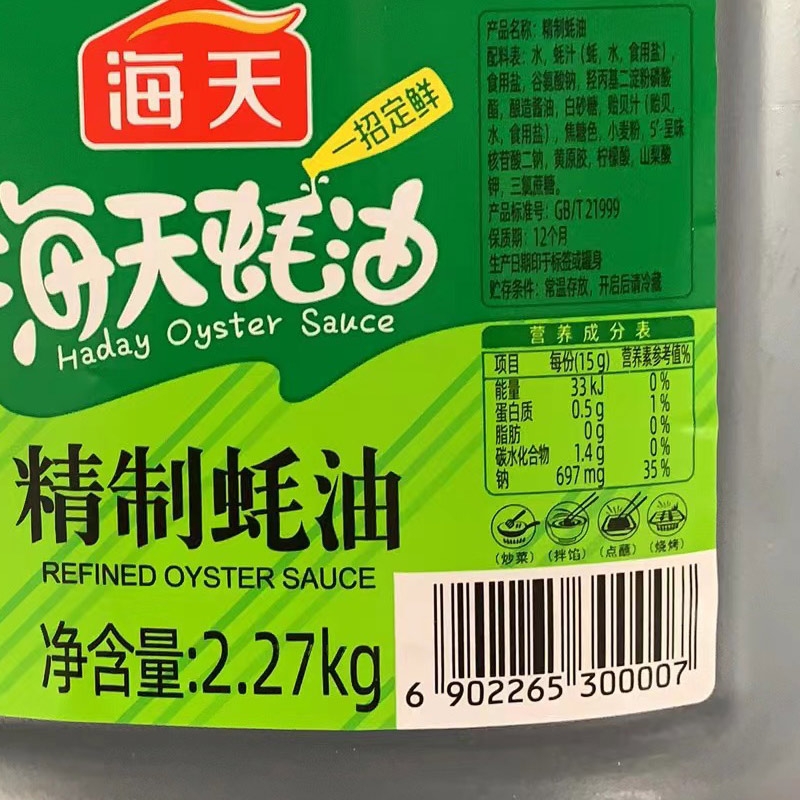 海天
一招定鲜
海天蚝油
Haday Oyster Sauce
精制蚝油
REFINED OYSTER SAUCE
净含量:2.27kg
产品名称：精制蚝油
配料表：水，蚝汁（蚝，水，食用盐），
食用盐，谷氨酸钠，羟丙基二淀粉磷酸
酯，酿造酱油，白砂糖，贻贝汁（贻贝，
水，食用盐），焦糖色，小麦粉，5'-呈味
核苷酸二钠，黄原胶，柠檬酸，山梨酸
钾，三氯蔗糖。
产品标准号：GB/T 21999
保质期：12个月
生产日期印于标签或罐身
贮存条件：常温存放，开启后请冷藏
营养成分表
项目 每份(15g) 营养素参考值%
能量 33 kJ 0%
蛋白质 0.5 g 1%
脂肪 0 g 0%
碳水化合物 1.4 g 0%
钠 697 mg 35%
（炒菜）（拌馅）（点蘸）（烧烤）
6 902265 300007